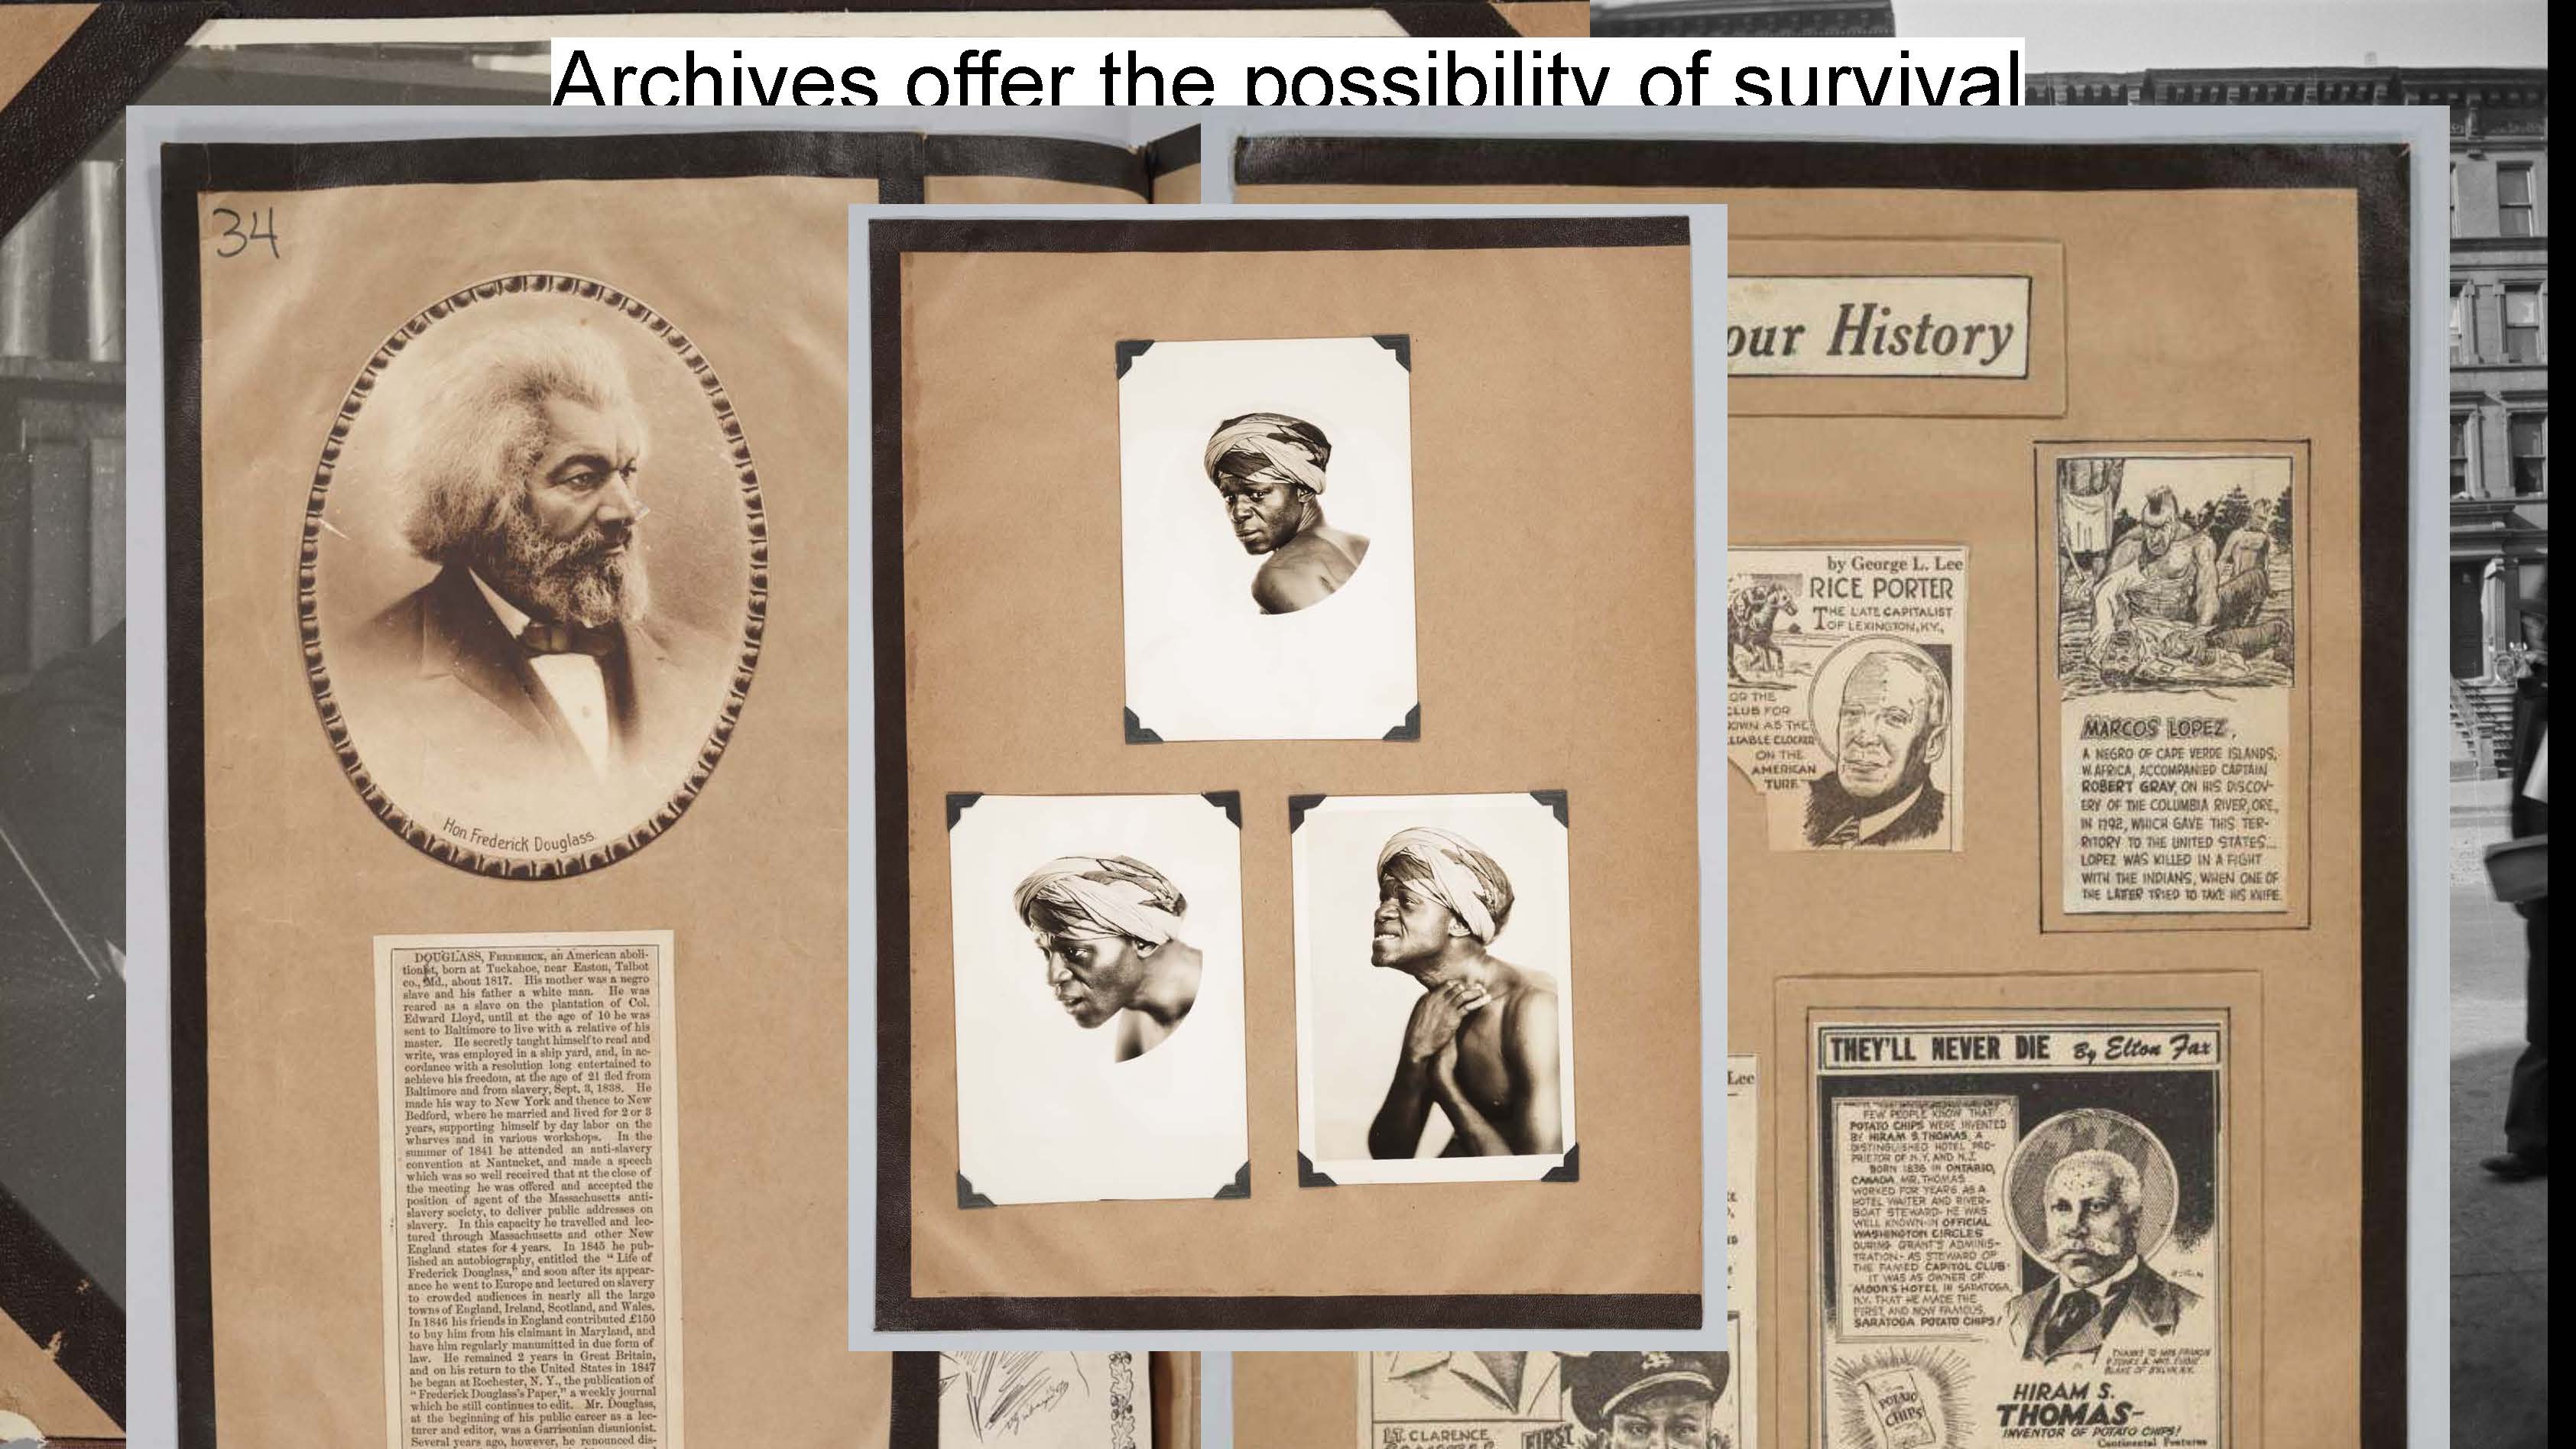 Archives offer the possibility of survival
34
Hon Frederick Douglass.
DOUGLASS, FREDERICK, an American aboli-
tionist, born at Tuckahoe, near Easton, Talbot
co., Md., about 1817. His mother was a negro
slave and his father a white man. He was
reared as a slave on the plantation of Col.
Edward Lloyd, until at the age of 10 he was
sent to Baltimore to live with a relative of his
master. He secretly taught himself to read and
write, was employed in a ship yard, and, in ac-
cordance with a resolution long entertained to
achieve his freedom, at the age of 21 fled from
Baltimore and from slavery, Sept. 3, 1838. He
made his way to New York and thence to New
Bedford, where he married and lived for 2 or 3
years, supporting himself by day labor on the
wharves and in various workshops. In the
summer of 1841 he attended an anti-slavery
convention at Nantucket, and made a speech
which was so well received that at the close of
the meeting he was offered and accepted the
position of agent of the Massachusetts anti-
slavery society, to deliver public addresses on
slavery. In this capacity he travelled and lec-
tured through Massachusetts and other New
England states for 4 years. In 1845 he pub-
lished an autobiography, entitled the "Life of
Frederick Douglass," and soon after its appear-
ance he went to Europe and lectured on slavery
to crowded audiences in nearly all the large
towns of England, Ireland, Scotland, and Wales.
In 1846 his friends in England contributed £150
to buy him from his claimant in Maryland, and
have him regularly manumitted in due form of
law. He remained 2 years in Great Britain,
and on his return to the United States in 1847
he began at Rochester, N. Y., the publication of
"Frederick Douglass's Paper," a weekly journal
which he still continues to edit. Mr. Douglass,
at the beginning of his public career as a lec-
turer and editor, was a Garrisonian disunionist.
Several years ago, however, he renounced dis-
our History
by George L. Lee
RICE PORTER
THE LATE CAPITALIST
OF LEXINGTON, KY.,
OR THE
CLUB FOR
OWN AS THE
LIABLE CLOCKER
ON THE
AMERICAN
TURF
MARCOS LOPEZ,
A NEGRO OF CAPE VERDE ISLANDS,
W. AFRICA, ACCOMPANIED CAPTAIN
ROBERT GRAY, ON HIS DISCOV-
ERY OF THE COLUMBIA RIVER, ORE.,
IN 1792, WHICH GAVE THIS TER-
RITORY TO THE UNITED STATES...
LOPEZ WAS KILLED IN A FIGHT
WITH THE INDIANS, WHEN ONE OF
THE LATER TRIED TO TAKE HIS KNIFE.
Lee
THEY'LL NEVER DIE By Elton Fax
FEW PEOPLE KNOW THAT
POTATO CHIPS WERE INVENTED
BY HIRAM S. THOMAS, A
DISTINGUISHED HOTEL PRO-
PRIETOR OF N.Y. AND N.J.
BORN 1836 IN ONTARIO,
CANADA, MR. THOMAS
WORKED FOR YEARS AS A
HOTEL WAITER AND RIVER-
BOAT STEWARD- HE WAS
WELL KNOWN IN OFFICIAL
WASHINGTON CIRCLES
DURING GRANT'S ADMINIS-
TRATION- AS STEWARD OF
THE FAMED CAPITOL CLUB-
IT WAS AS OWNER OF
MOON'S HOTEL IN SARATOGA,
N.Y. THAT HE MADE THE
FIRST, AND NOW FAMOUS,
SARATOGA POTATO CHIPS!
POTATO
CHIPS
HIRAM S.
THOMAS-
INVENTOR OF POTATO CHIPS!
Continental Features
LT. CLARENCE
FIRST